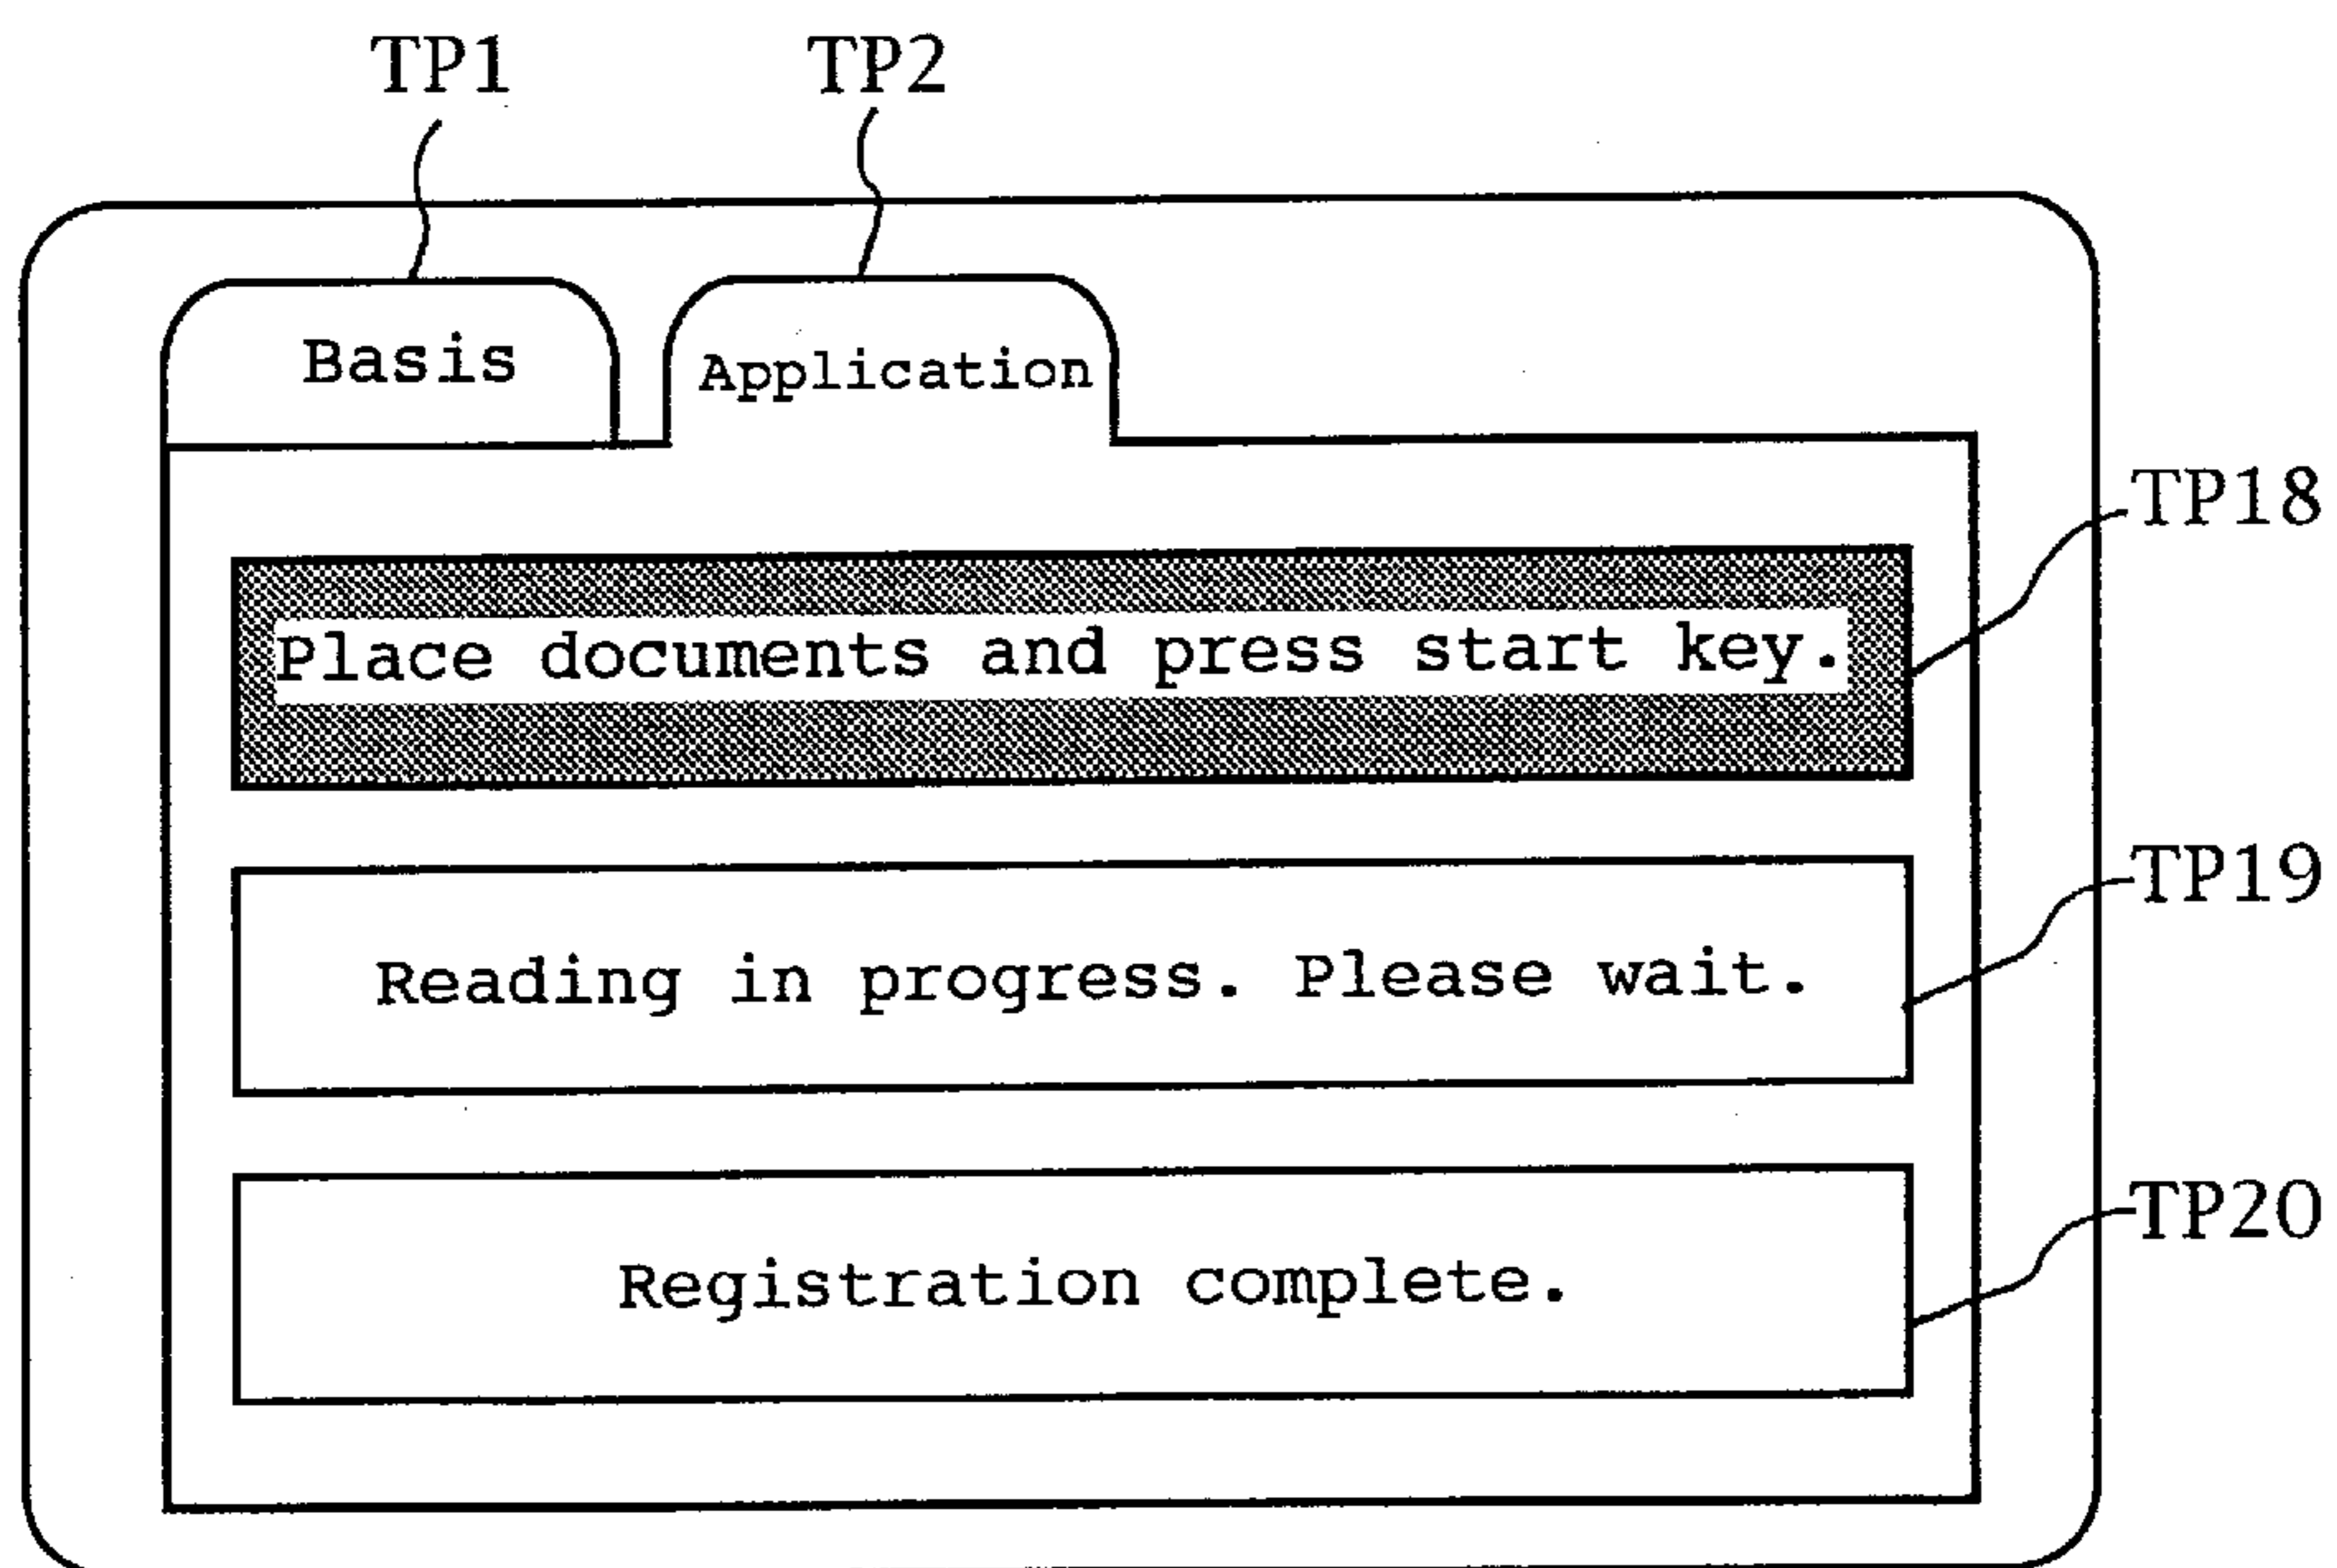 TP1 TP2
Basis Application
TP18
Place documents and press start key.
TP19
Reading in progress. Please wait.
TP20
Registration complete.